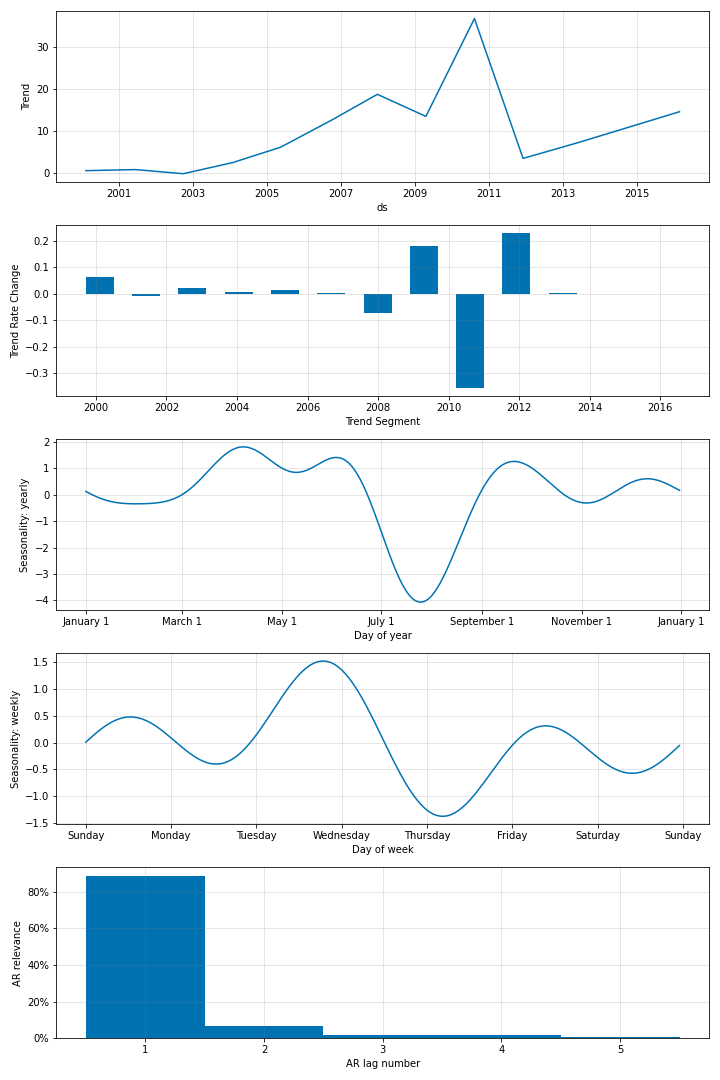 30
20
10
0
Trend
2001 2003 2005 2007 2009 2011 2013 2015
ds
0.2
0.1
0.0
−0.1
−0.2
−0.3
Trend Rate Change
2000 2002 2004 2006 2008 2010 2012 2014 2016
Trend Segment
2
1
0
−1
−2
−3
−4
Seasonality: yearly
January 1 March 1 May 1 July 1 September 1 November 1 January 1
Day of year
1.5
1.0
0.5
0.0
−0.5
−1.0
−1.5
Seasonality: weekly
Sunday Monday Tuesday Wednesday Thursday Friday Saturday Sunday
Day of week
80%
60%
40%
20%
0%
AR relevance
1 2 3 4 5
AR lag number